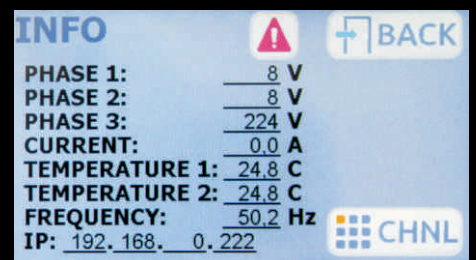 INFO
BACK
PHASE 1: 8 V
PHASE 2: 8 V
PHASE 3: 224 V
CURRENT: 0,0 A
TEMPERATURE 1: 24,8 C
TEMPERATURE 2: 24,8 C
FREQUENCY: 50,2 Hz
IP: 192. 168. 0. 222
CHNL